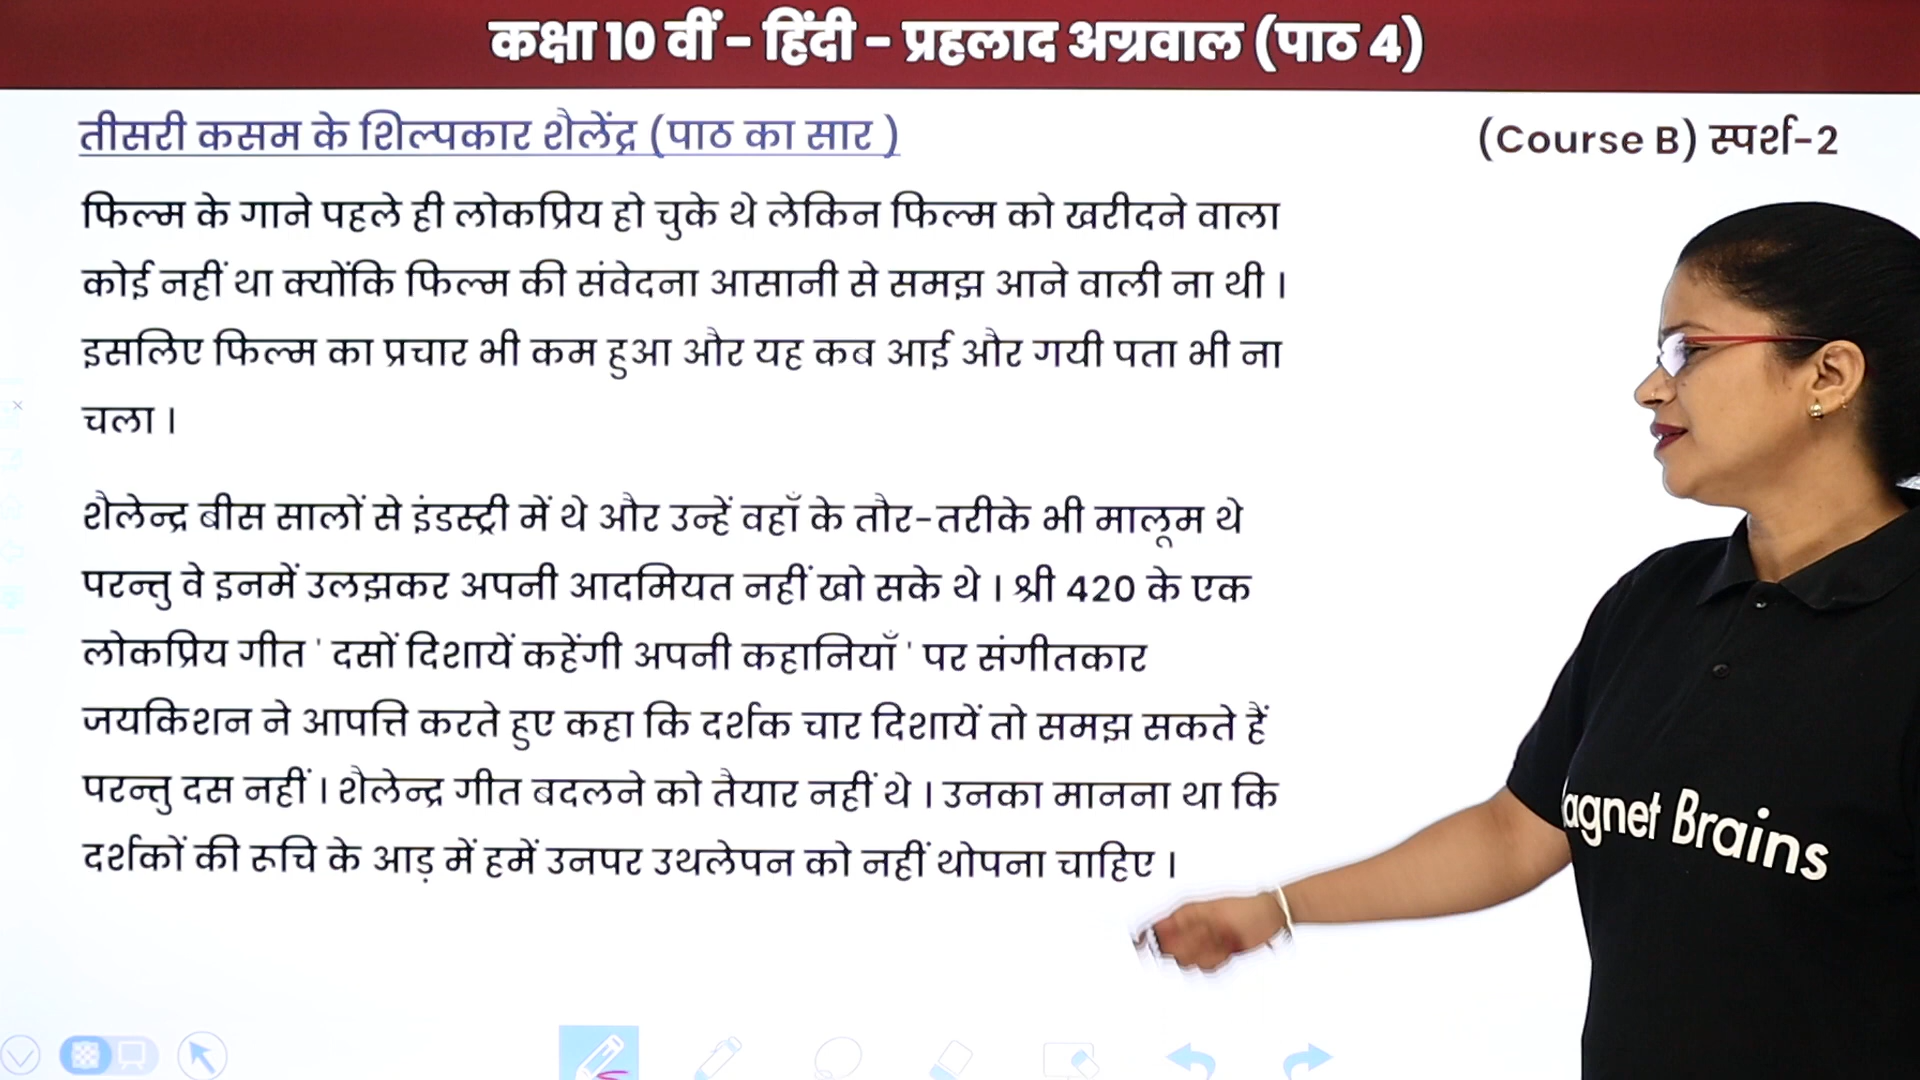 कक्षा 10 वीं - हिंदी - प्रहलाद अग्रवाल (पाठ 4)
तीसरी कसम के शिल्पकार शैलेंद्र (पाठ का सार )
(Course B) स्पर्श-2
फिल्म के गाने पहले ही लोकप्रिय हो चुके थे लेकिन फिल्म को खरीदने वाला
कोई नहीं था क्योंकि फिल्म की संवेदना आसानी से समझ आने वाली ना थी ।
इसलिए फिल्म का प्रचार भी कम हुआ और यह कब आई और गयी पता भी ना
चला ।
शैलेन्द्र बीस सालों से इंडस्ट्री में थे और उन्हें वहाँ के तौर-तरीके भी मालूम थे
परन्तु वे इनमें उलझकर अपनी आदमियत नहीं खो सके थे । श्री 420 के एक
लोकप्रिय गीत ' दसों दिशायें कहेंगी अपनी कहानियाँ ' पर संगीतकार
जयकिशन ने आपत्ति करते हुए कहा कि दर्शक चार दिशायें तो समझ सकते हैं
परन्तु दस नहीं । शैलेन्द्र गीत बदलने को तैयार नहीं थे । उनका मानना था कि
दर्शकों की रूचि के आड़ में हमें उनपर उथलेपन को नहीं थोपना चाहिए ।
agnet Brains